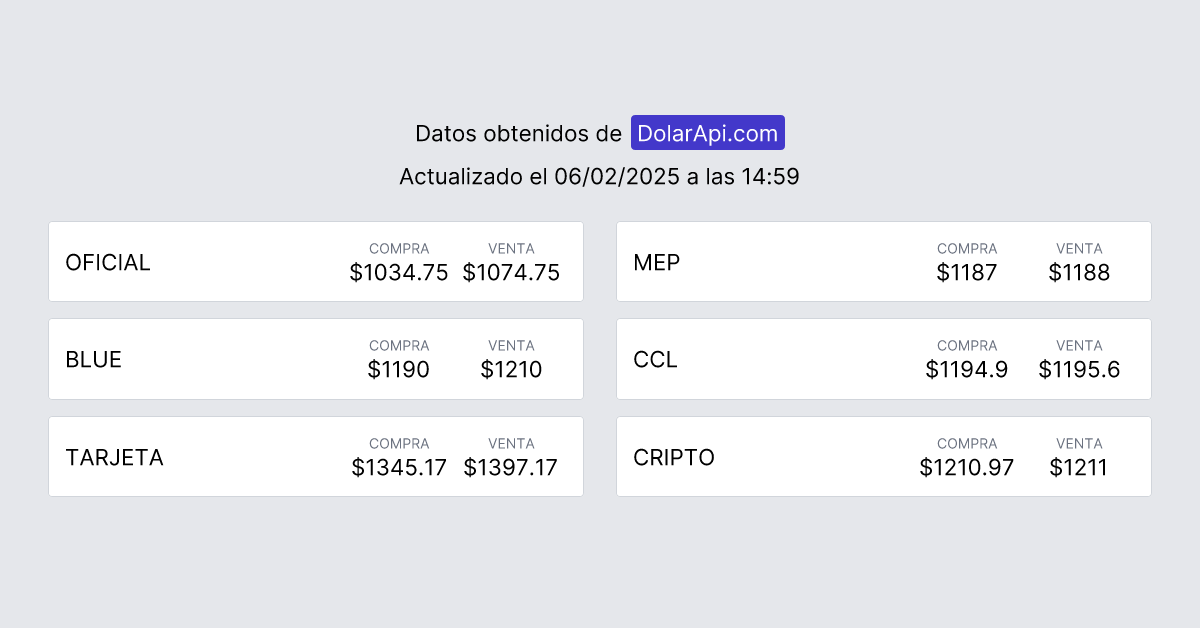 Datos obtenidos de DolarApi.com
Actualizado el 06/02/2025 a las 14:59
OFICIAL
COMPRA VENTA
$1034.75 $1074.75
MEP
COMPRA VENTA
$1187 $1188
BLUE
COMPRA VENTA
$1190 $1210
CCL
COMPRA VENTA
$1194.9 $1195.6
TARJETA
COMPRA VENTA
$1345.17 $1397.17
CRIPTO
COMPRA VENTA
$1210.97 $1211